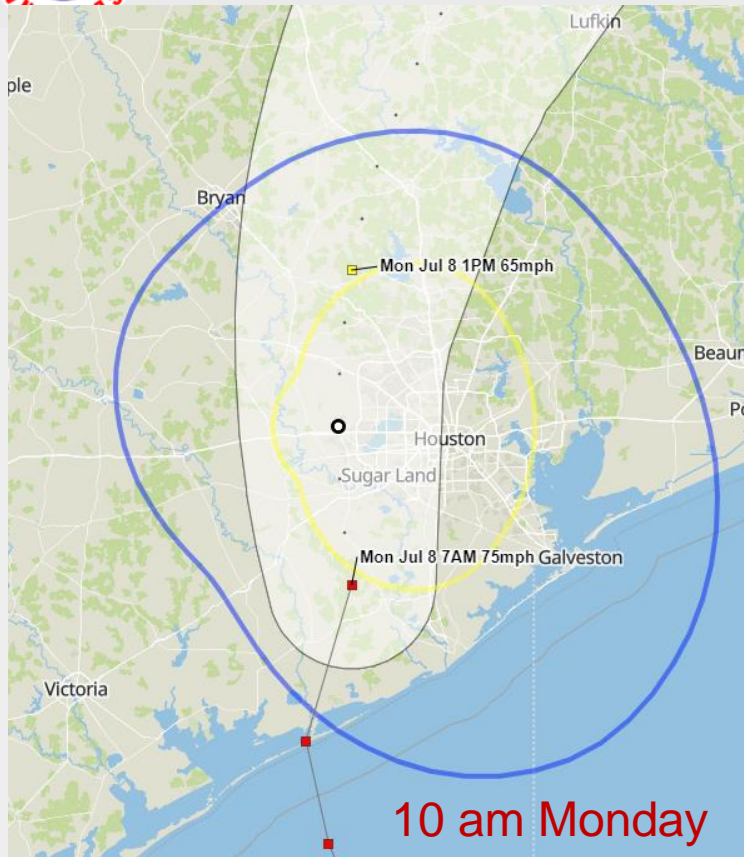 Lufkin
ple
Bryan
Mon Jul 8 1PM 65mph
Beaum
Po
Houston
Sugar Land
Mon Jul 8 7AM 75mph Galveston
Victoria
10 am Monday